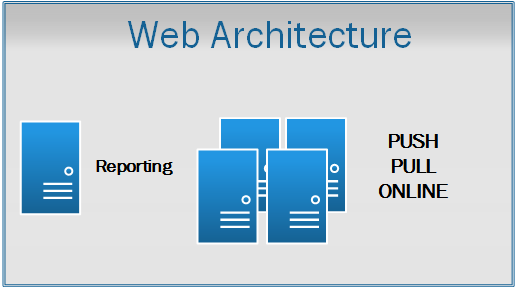 Web Architecture
Reporting
PUSH
PULL
ONLINE